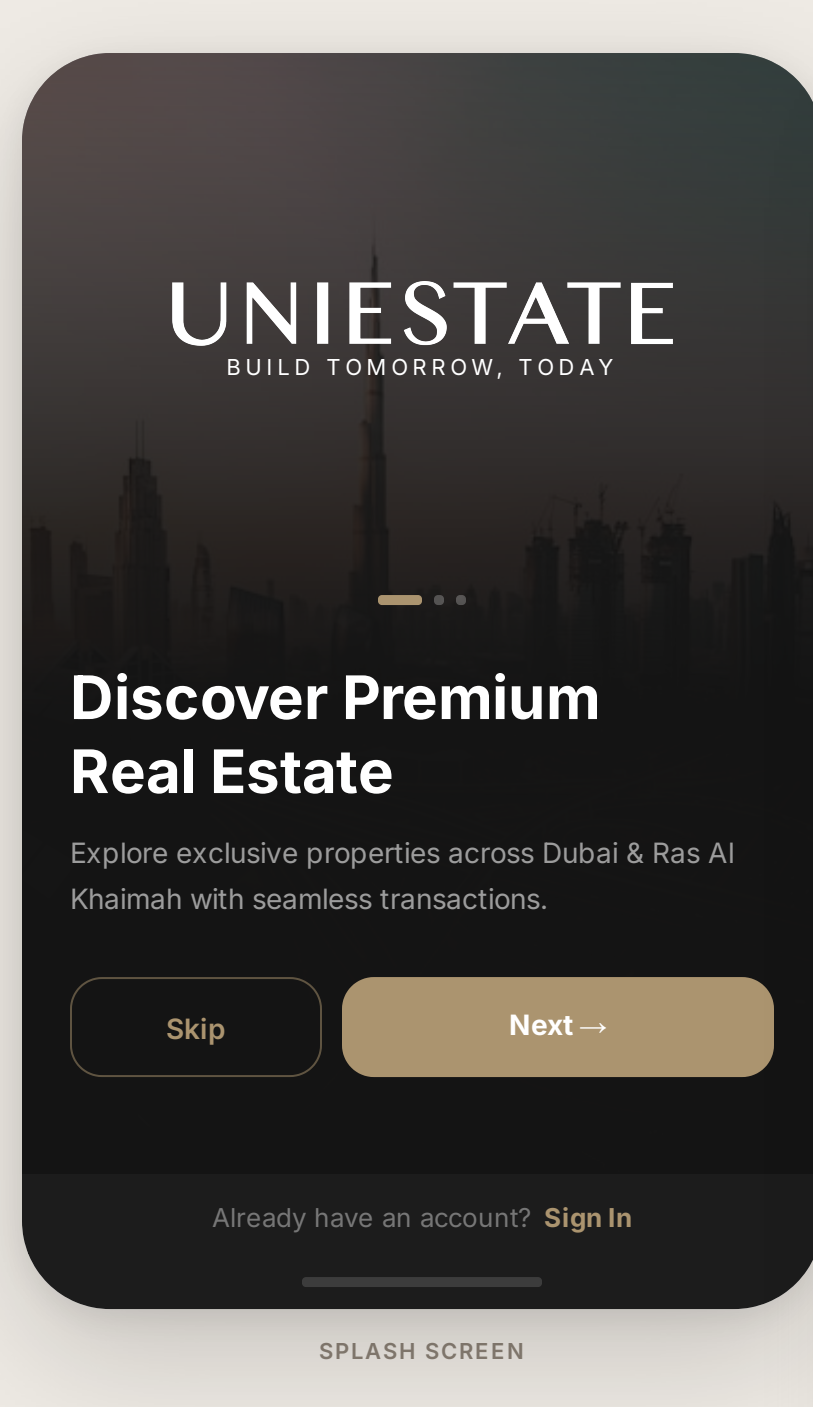 UNIESTATE
BUILD TOMORROW, TODAY
Discover Premium
Real Estate
Explore exclusive properties across Dubai & Ras Al
Khaimah with seamless transactions.
Skip
Next →
Already have an account? Sign In
SPLASH SCREEN